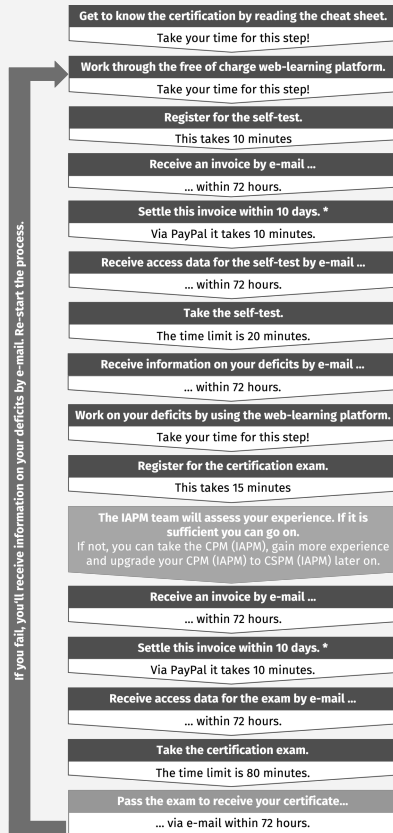 Get to know the certification by reading the cheat sheet.
Take your time for this step!
Work through the free of charge web-learning platform.
Take your time for this step!
Register for the self-test.
This takes 10 minutes
Receive an invoice by e-mail ...
... within 72 hours.
Settle this invoice within 10 days. *
Via PayPal it takes 10 minutes.
Receive access data for the self-test by e-mail ...
... within 72 hours.
Take the self-test.
The time limit is 20 minutes.
Receive information on your deficits by e-mail ...
... within 72 hours.
Work on your deficits by using the web-learning platform.
Take your time for this step!
Register for the certification exam.
This takes 15 minutes
The IAPM team will assess your experience. If it is
sufficient you can go on.
If not, you can take the CPM (IAPM), gain more experience
and upgrade your CPM (IAPM) to CSPM (IAPM) later on.
Receive an invoice by e-mail ...
... within 72 hours.
Settle this invoice within 10 days. *
Via PayPal it takes 10 minutes.
Receive access data for the exam by e-mail ...
... within 72 hours.
Take the certification exam.
The time limit is 80 minutes.
Pass the exam to receive your certificate...
... via e-mail within 72 hours.
If you fail, you'll receive information on your deficits by e-mail. Re-start the process.